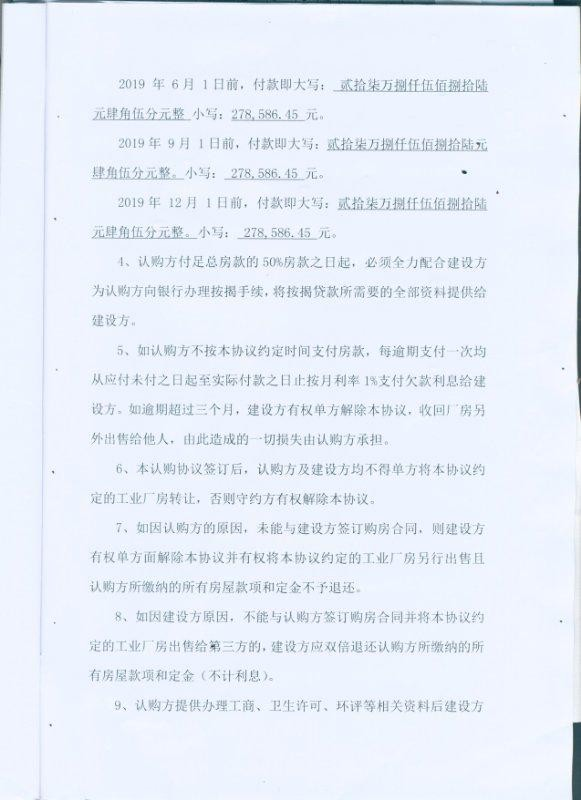 2019 年 6 月 1 日前，付款即大写： 贰拾柒万捌仟伍佰捌拾陆
元肆角伍分元整 小写：278,586.45 元。
2019 年 9 月 1 日前，付款即大写：贰拾柒万捌仟伍佰捌拾陆元
肆角伍分元整。小写： 278,586.45 元。
2019 年 12 月 1 日前，付款即大写：贰拾柒万捌仟伍佰捌拾陆
元肆角伍分元整。小写： 278,586.45 元。
4、认购方付足总房款的 50%房款之日起，必须全力配合建设方
为认购方向银行办理按揭手续，将按揭贷款所需要的全部资料提供给
建设方。
5、如认购方不按本协议约定时间支付房款，每逾期支付一次均
从应付未付之日起至实际付款之日止按月利率 1%支付欠款利息给建
设方。如逾期超过三个月，建设方有权单方解除本协议，收回厂房另
外出售给他人，由此造成的一切损失由认购方承担。
6、本认购协议签订后，认购方及建设方均不得单方将本协议约
定的工业厂房转让，否则守约方有权解除本协议。
7、如因认购方的原因，未能与建设方签订购房合同，则建设方
有权单方面解除本协议并有权将本协议约定的工业厂房另行出售且
认购方所缴纳的所有房屋款项和定金不予退还。
8、如因建设方原因，不能与认购方签订购房合同并将本协议约
定的工业厂房出售给第三方的，建设方应双倍退还认购方所缴纳的所
有房屋款项和定金（不计利息）。
9、认购方提供办理工商、卫生许可、环评等相关资料后建设方